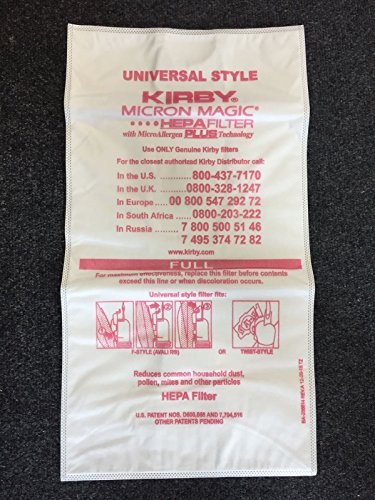 UNIVERSAL STYLE
KIRBY®
MICRON MAGIC®
••••HEPAFILTER
with MicroAllergen PLUS Technology
Use ONLY Genuine Kirby filters
For the closest authorized Kirby Distributor call:
In the U.S. ..........800-437-7170
In the U.K. ..........0800-328-1247
In Europe ....00 800 547 292 72
In South Africa .....0800-203-222
In Russia ......... 7 800 500 51 46
7 495 374 72 82
www.kirby.com
FULL
For maximum effectiveness, replace this filter before contents
exceed this line or when discoloration occurs.
Universal style filter fits:
F-STYLE (AVALI R/S)
OR
TWIST-STYLE
Reduces common household dust,
pollen, mites and other particles
HEPA Filter
U.S. PATENT NOS. and 7,794,516
OTHER PATENTS PENDING